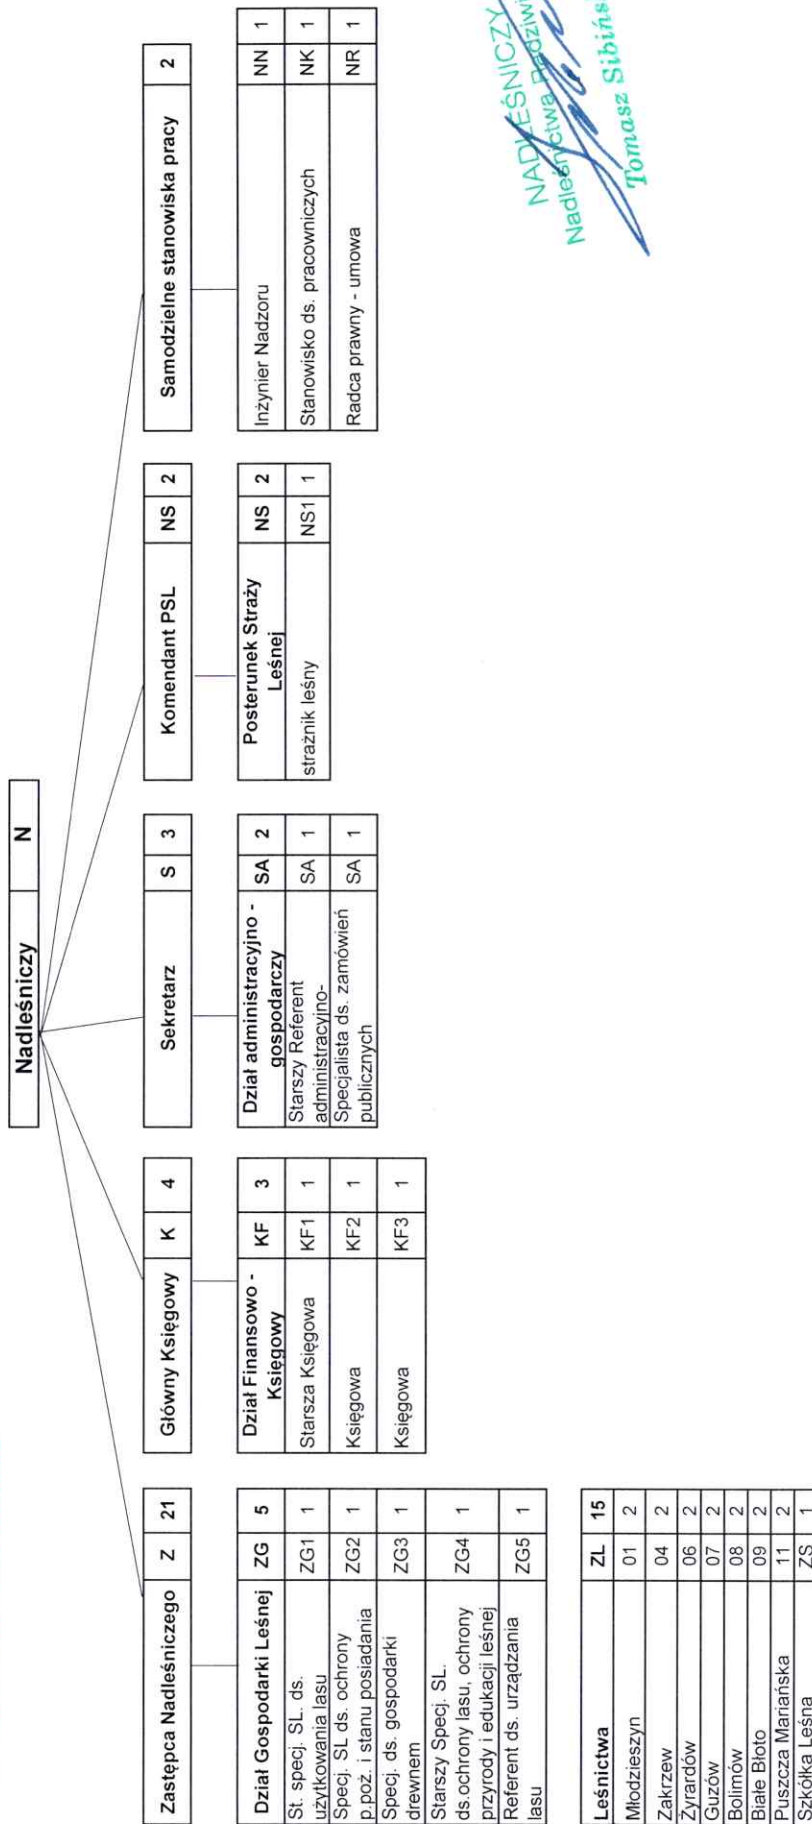 Nadleśniczy N
Zastępca Nadleśniczego Z 21
Dział Gospodarki Leśnej ZG 5
St. specj. SL. ds.
użytkowania lasu ZG1 1
Specj. SL ds. ochrony
p.poż. i stanu posiadania ZG2 1
Specj. ds. gospodarki
drewnem ZG3 1
Starszy Specj. SL.
ds.ochrony lasu, ochrony
przyrody i edukacji leśnej ZG4 1
Referent ds. urządzania
lasu ZG5 1
Leśnictwa ZL 15
Młodzieszyn 01 2
Zakrzew 04 2
Żyrardów 06 2
Guzów 07 2
Bolimów 08 2
Białe Błoto 09 2
Puszcza Mariańska 11 2
Szkółka Leśna ZS 1
Główny Księgowy K 4
Dział Finansowo -
Księgowy KF 3
Starsza Księgowa KF1 1
Księgowa KF2 1
Księgowa KF3 1
Sekretarz S 3
Dział administracyjno -
gospodarczy SA 2
Starszy Referent
administracyjno- SA 1
Specjalista ds. zamówień
publicznych SA 1
Komendant PSL NS 2
Posterunek Straży
Leśnej NS 2
strażnik leśny NS1 1
Samodzielne stanowiska pracy 2
Inżynier Nadzoru NN 1
Stanowisko ds. pracowniczych NK 1
Radca prawny - umowa NR 1
NADLEŚNICZY
Nadleśnictwa Radziwi
Tomasz Sibińs